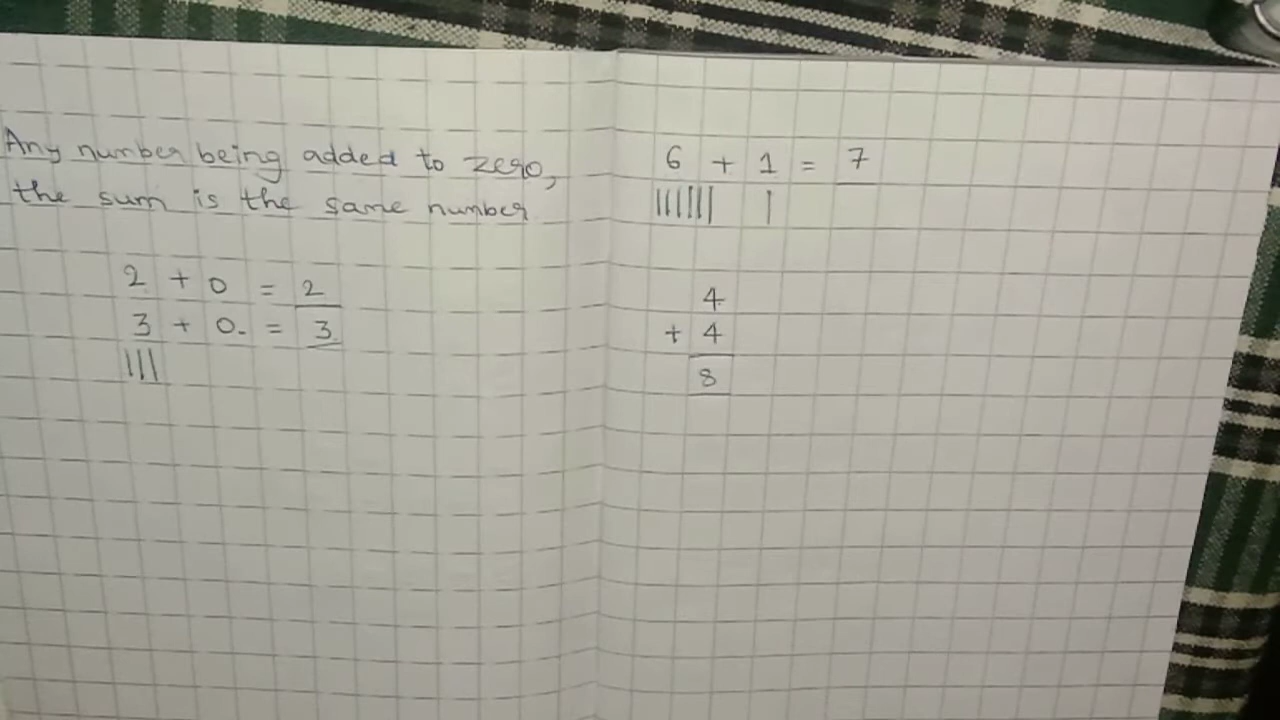 Any number being added to zero,
the sum is the same number
2 + 0 = 2
3 + 0. = 3.
|||
6 + 1 = 7
|||||| |
4
+ 4
8